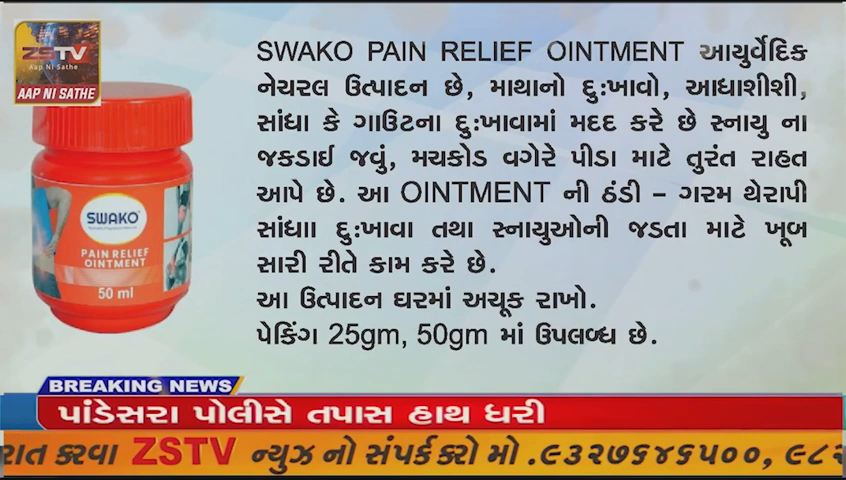 ZSTV
Aap Ni Sathe
AAP NI SATHE
SWAKO PAIN RELIEF OINTMENT આયુર્વેદિક
નેચરલ ઉત્પાદન છે, માથાનો દુઃખાવો, આધાશીશી,
સાંધા કે ગાઉટના દુઃખાવામાં મદદ કરે છે સ્નાયુ ના
જકડાઇ જવું, મચકોડ વગેરે પીડા માટે તુરંત રાહત
આપે છે. આ OINTMENT ની ઠંડી – ગરમ થેરાપી
સાંધાા દુઃખાવા તથા સ્નાયુઓની જડતા માટે ખૂબ
સારી રીતે કામ કરે છે.
આ ઉત્પાદન ઘરમાં અચૂક રાખો.
પેકિંગ 25gm, 50gm માં ઉપલબ્ધ છે.
SWAKO
PAIN RELIEF
OINTMENT
50 ml
BREAKING NEWS
પાંડેસરા પોલીસે તપાસ હાથ ધરી
રાત કરવા ZSTV ન્યુઝ નો સંપર્ક કરો મો .૯૩૨૭૬૪૬૫૦૦, ૯૮૨